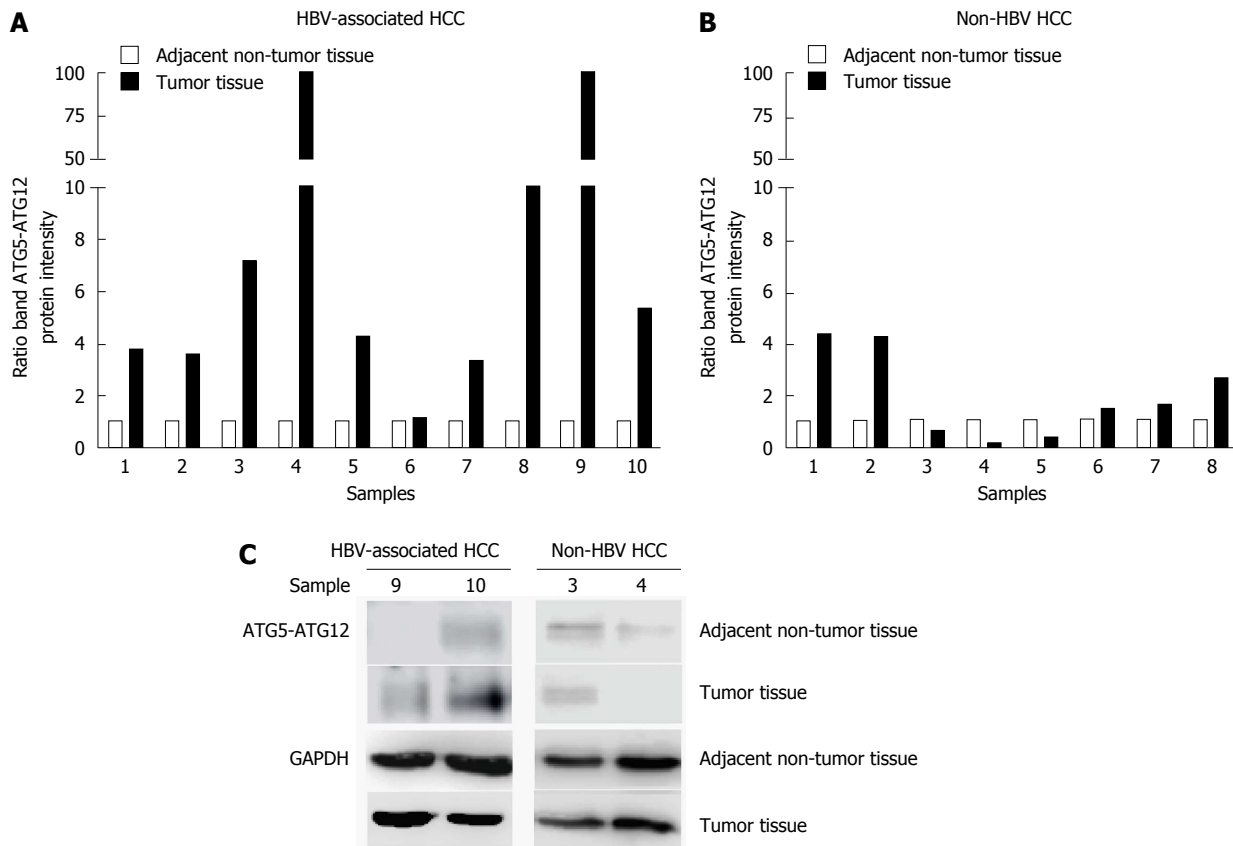 A
HBV-associated HCC
Adjacent non-tumor tissue
Tumor tissue
Ratio band ATG5-ATG12
protein intensity
100
75
50
10
8
6
4
2
0
1 2 3 4 5 6 7 8 9 10
Samples
B
Non-HBV HCC
Adjacent non-tumor tissue
Tumor tissue
Ratio band ATG5-ATG12
protein intensity
100
75
50
10
8
6
4
2
0
1 2 3 4 5 6 7 8
Samples
C
HBV-associated HCC Non-HBV HCC
Sample 9 10 3 4
ATG5-ATG12 Adjacent non-tumor tissue
Tumor tissue
GAPDH Adjacent non-tumor tissue
Tumor tissue